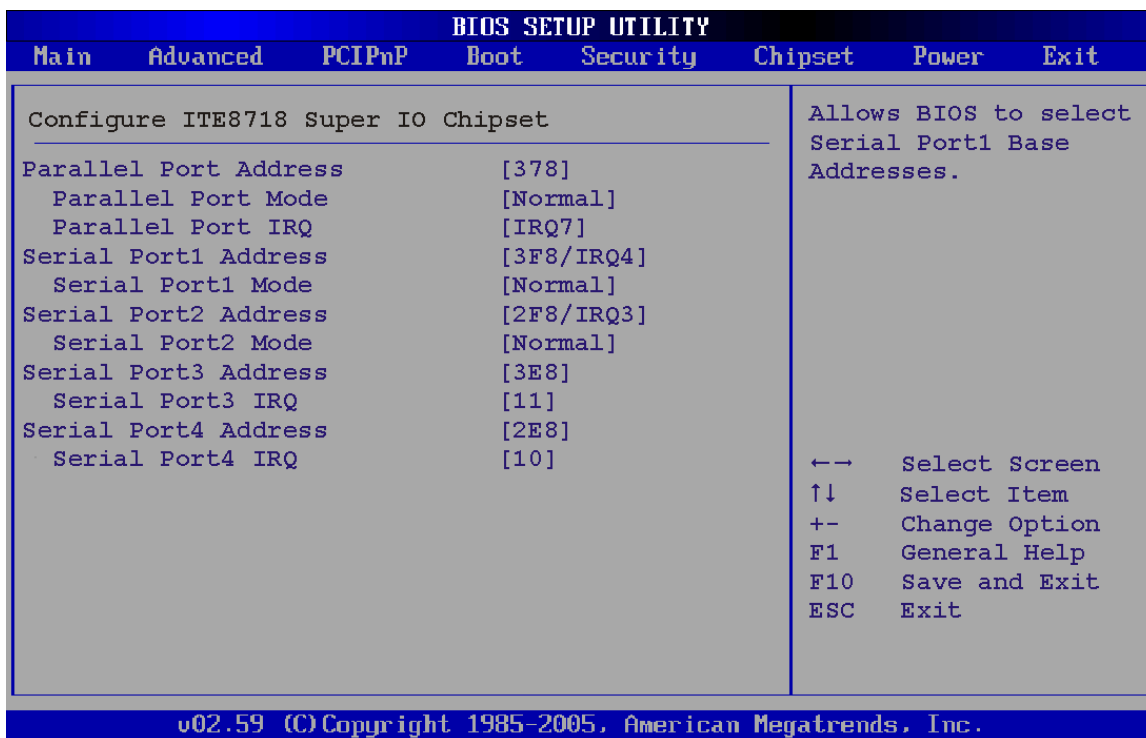 BIOS SETUP UTILITY
Main Advanced PCIPnP Boot Security Chipset Power Exit
Configure ITE8718 Super IO Chipset
Parallel Port Address [378]
Parallel Port Mode [Normal]
Parallel Port IRQ [IRQ7]
Serial Port1 Address [3F8/IRQ4]
Serial Port1 Mode [Normal]
Serial Port2 Address [2F8/IRQ3]
Serial Port2 Mode [Normal]
Serial Port3 Address [3E8]
Serial Port3 IRQ [11]
Serial Port4 Address [2E8]
Serial Port4 IRQ [10]
Allows BIOS to select
Serial Port1 Base
Addresses.
←→ Select Screen
↑↓ Select Item
+- Change Option
F1 General Help
F10 Save and Exit
ESC Exit
v02.59 (C)Copyright 1985-2005, American Megatrends, Inc.